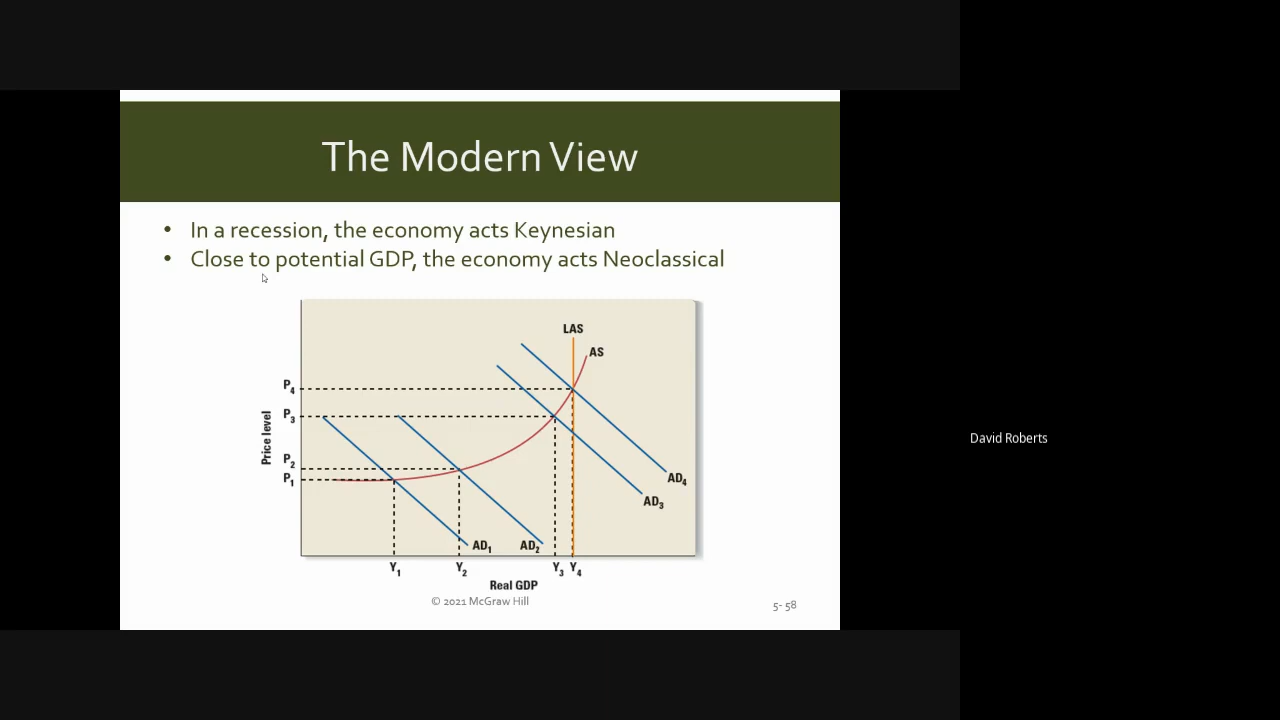 The Modern View
• In a recession, the economy acts Keynesian
• Close to potential GDP, the economy acts Neoclassical
LAS
AS
P4
P3
P2
P1
Price level
AD4
AD3
AD1
AD2
Y1
Y2
Y3
Y4
Real GDP
© 2021 McGraw Hill
5- 58
David Roberts